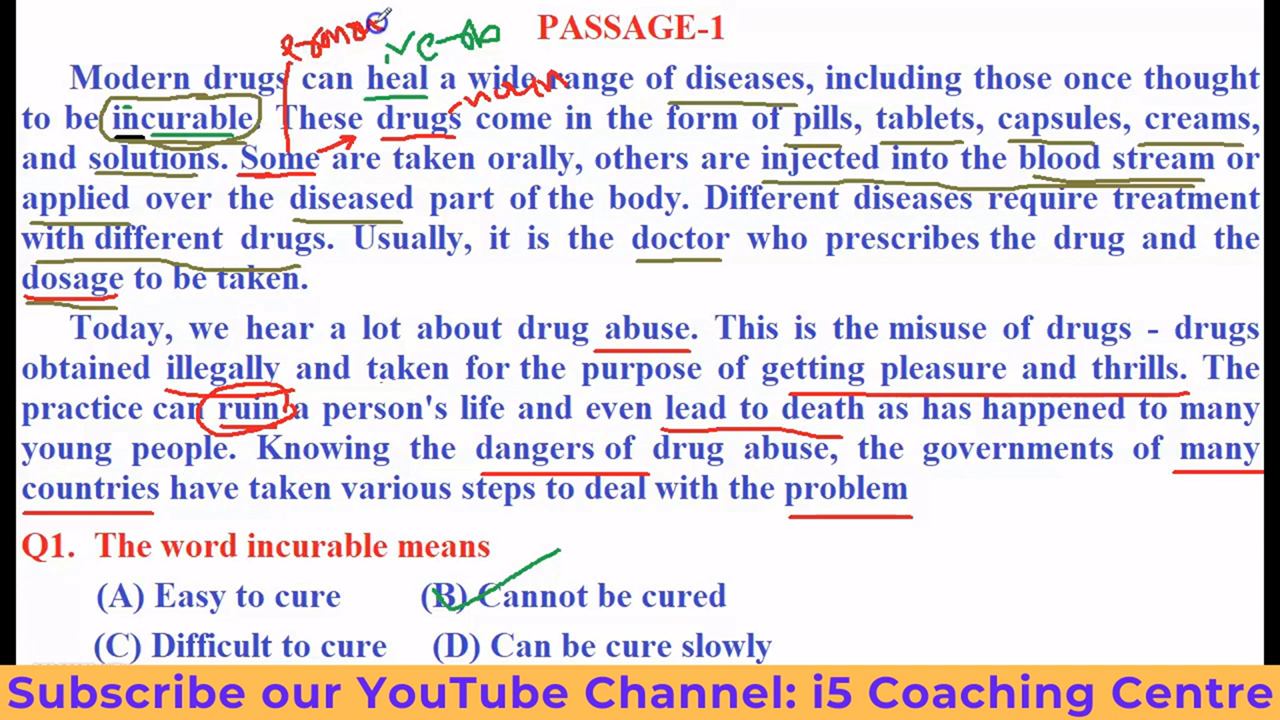 PASSAGE-1
Modern drugs can heal a wide range of diseases, including those once thought
to be incurable. These drugs come in the form of pills, tablets, capsules, creams,
and solutions. Some are taken orally, others are injected into the blood stream or
applied over the diseased part of the body. Different diseases require treatment
with different drugs. Usually, it is the doctor who prescribes the drug and the
dosage to be taken.
Today, we hear a lot about drug abuse. This is the misuse of drugs - drugs
obtained illegally and taken for the purpose of getting pleasure and thrills. The
practice can ruin a person's life and even lead to death as has happened to many
young people. Knowing the dangers of drug abuse, the governments of many
countries have taken various steps to deal with the problem
Q1. The word incurable means
(A) Easy to cure (B) Cannot be cured
(C) Difficult to cure (D) Can be cure slowly
noun
Subscribe our YouTube Channel: i5 Coaching Centre